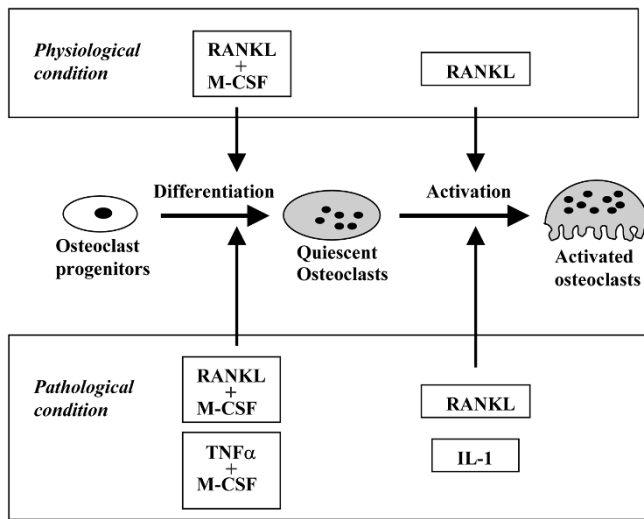 Physiological
condition
RANKL
+
M-CSF
RANKL
Differentiation
Activation
Osteoclast
progenitors
Quiescent
Osteoclasts
Activated
osteoclasts
Pathological
condition
RANKL
+
M-CSF
RANKL
TNFα
+
M-CSF
IL-1